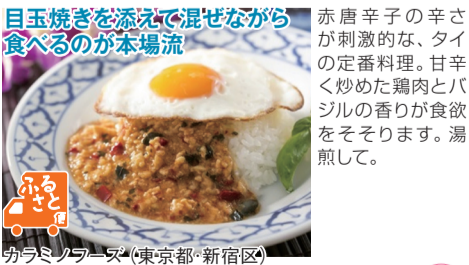 目玉焼きを添えて混ぜながら
食べるのが本場流
赤唐辛子の辛さ
が刺激的な、タイ
の定番料理。甘辛
く炒めた鶏肉とバ
ジルの香りが食欲
をそそります。湯
煎して。
ふるさと便
カラミノフーズ（東京都・新宿区）